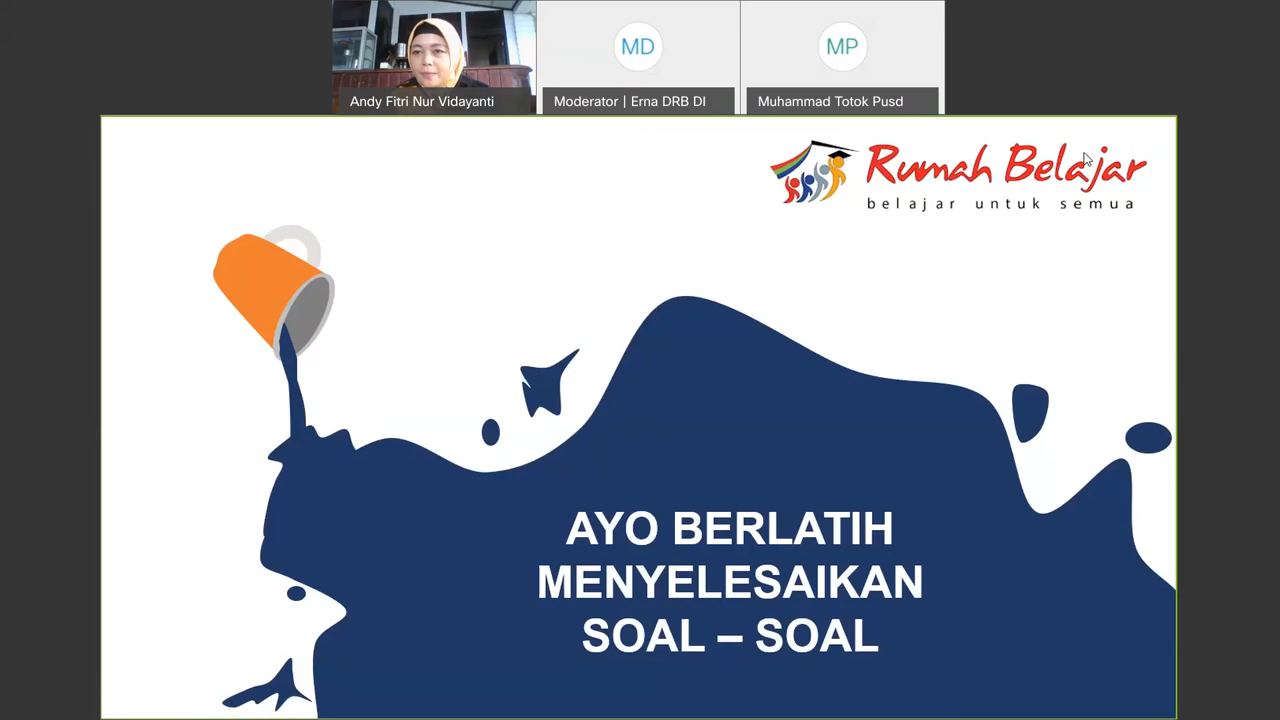 MD
MP
Andy Fitri Nur Vidayanti
Moderator | Erna DRB DI
Muhammad Totok Pusd
Rumah Belajar
belajar untuk semua
AYO BERLATIH
MENYELESAIKAN
SOAL – SOAL